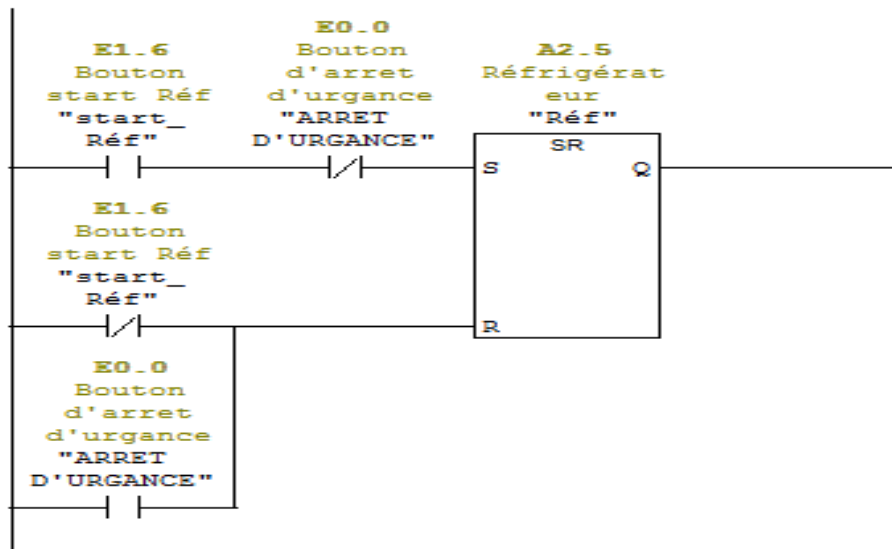 E1.6
Bouton
start Réf
"start_
Réf"
E0.0
Bouton
d'arret
d'urgance
"ARRET
D'URGANCE"
A2.5
Réfrigérat
eur
"Réf"
SR
S
Q
E1.6
Bouton
start Réf
"start_
Réf"
R
E0.0
Bouton
d'arret
d'urgance
"ARRET
D'URGANCE"